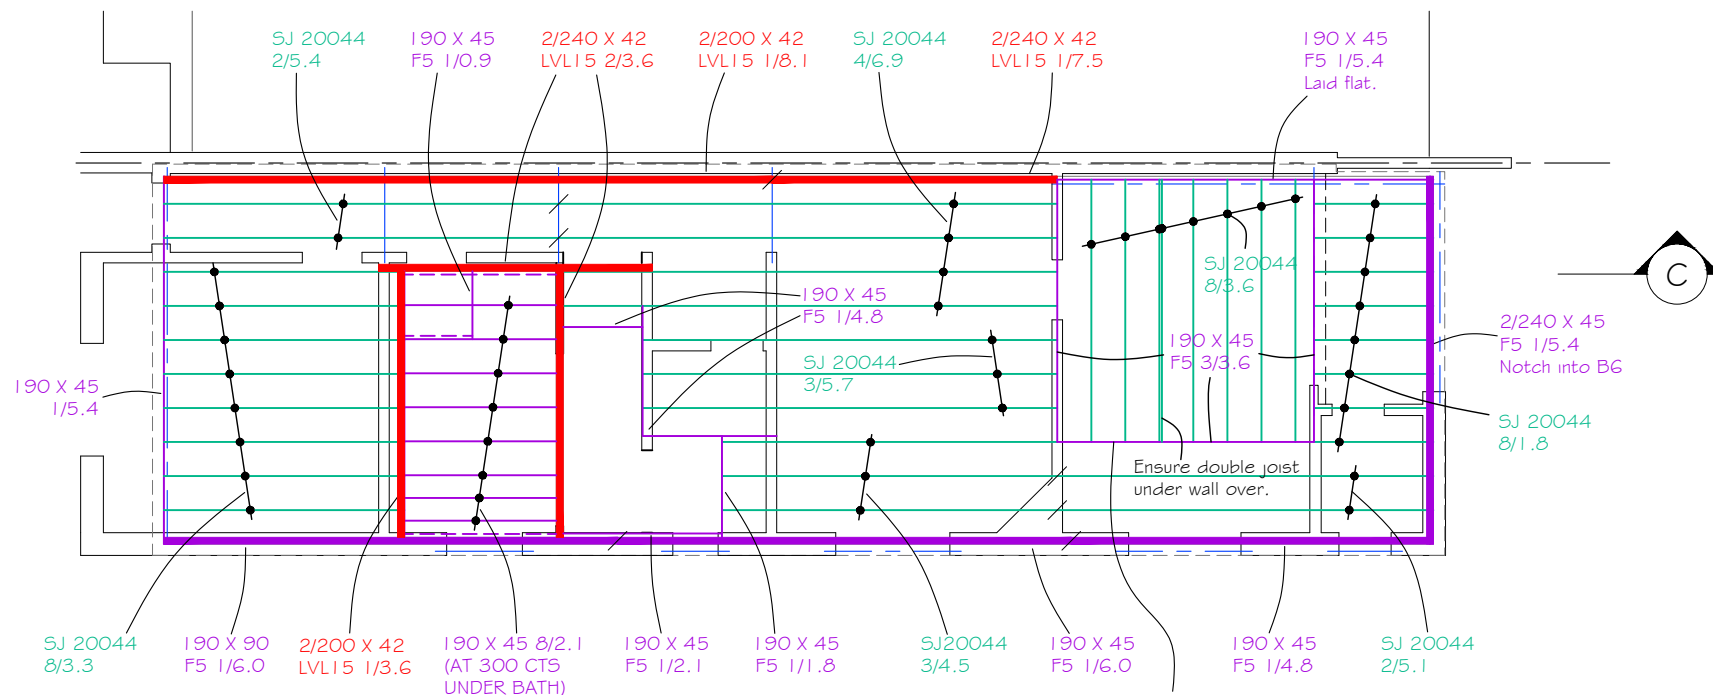 SJ 20044
2/5.4
190 X 45
F5 1/0.9
2/240 X 42
LVL15 2/3.6
2/200 X 42
LVL15 1/8.1
SJ 20044
4/6.9
2/240 X 42
LVL15 1/7.5
190 X 45
F5 1/5.4
Laid flat.
SJ 20044
8/3.6
C
190 X 45
F5 1/4.8
190 X 45
F5 3/3.6
2/240 X 45
F5 1/5.4
Notch into B6
SJ 20044
3/5.7
190 X 45
1/5.4
SJ 20044
8/1.8
Ensure double joist
under wall over.
SJ 20044
8/3.3
190 X 90
F5 1/6.0
2/200 X 42
LVL15 1/3.6
190 X 45 8/2.1
(AT 300 CTS
UNDER BATH)
190 X 45
F5 1/2.1
190 X 45
F5 1/1.8
SJ20044
3/4.5
190 X 45
F5 1/6.0
190 X 45
F5 1/4.8
SJ 20044
2/5.1